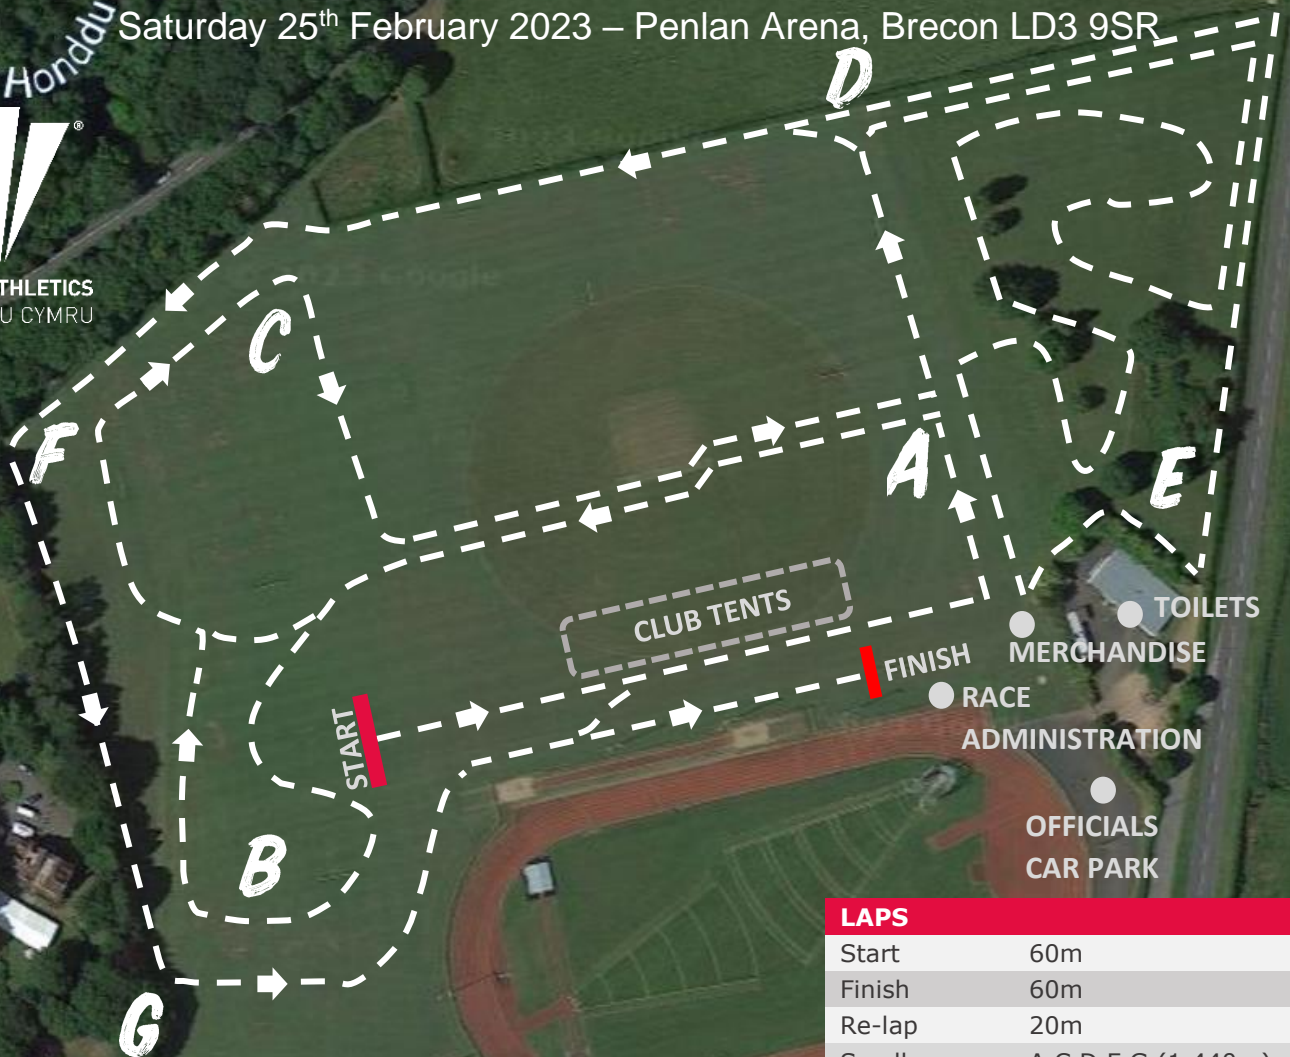 Saturday 25th February 2023 – Penlan Arena, Brecon LD3 9SR
Honddu
®
THLETICS
U CYMRU
D
C
F
A
E
CLUB TENTS
TOILETS
MERCHANDISE
FINISH
RACE
ADMINISTRATION
START
OFFICIALS
CAR PARK
B
G
LAPS
Start 60m
Finish 60m
Re-lap 20m